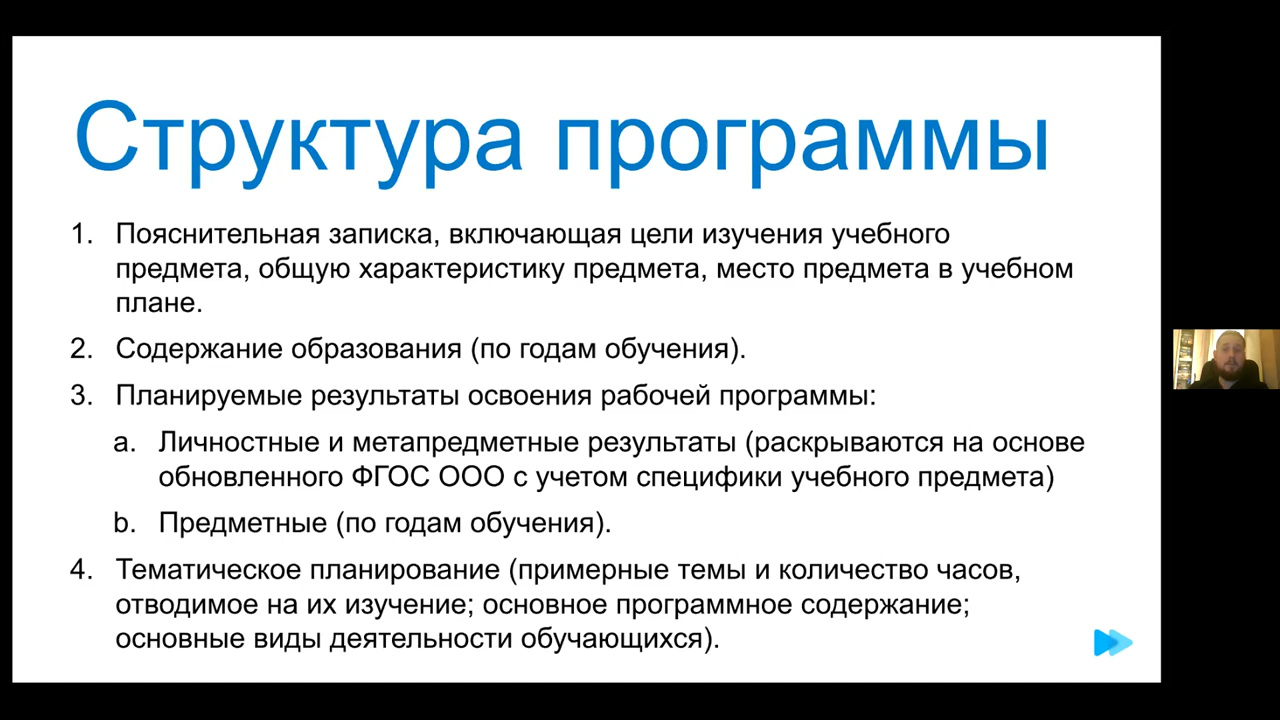 Структура программы
1. Пояснительная записка, включающая цели изучения учебного
предмета, общую характеристику предмета, место предмета в учебном
плане.
2. Содержание образования (по годам обучения).
3. Планируемые результаты освоения рабочей программы:
a. Личностные и метапредметные результаты (раскрываются на основе
обновленного ФГОС ООО с учетом специфики учебного предмета)
b. Предметные (по годам обучения).
4. Тематическое планирование (примерные темы и количество часов,
отводимое на их изучение; основное программное содержание;
основные виды деятельности обучающихся).